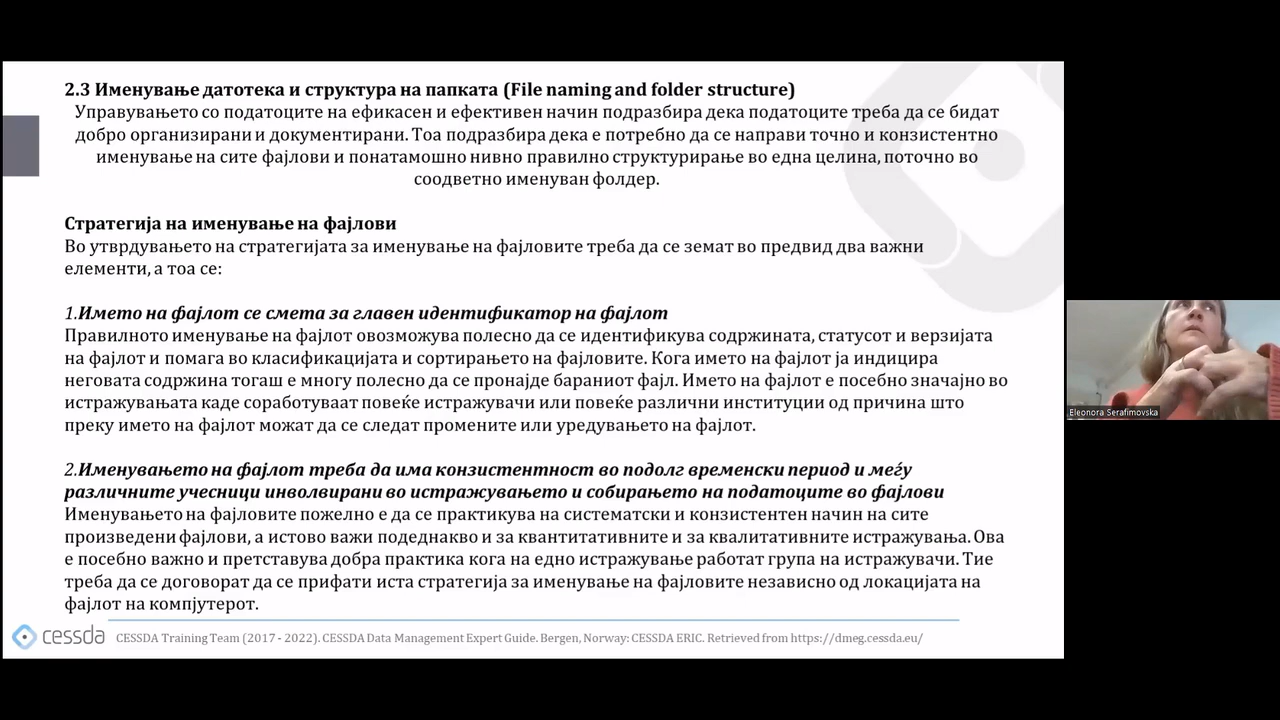 2.3 Именување датотека и структура на папката (File naming and folder structure)
Управувањето со податоците на ефикасен и ефективен начин подразбира дека податоците треба да се бидат
добро организирани и документирани. Тоа подразбира дека е потребно да се направи точно и конзистентно
именување на сите фајлови и понатамошно нивно правилно структурирање во една целина, поточно во
соодветно именуван фолдер.
Стратегија на именување на фајлови
Во утврдувањето на стратегијата за именување на фајловите треба да се земат во предвид два важни
елементи, а тоа се:
1.Името на фајлот се смета за главен идентификатор на фајлот
Правилното именување на фајлот овозможува полесно да се идентификува содржината, статусот и верзијата
на фајлот и помага во класификацијата и сортирањето на фајловите. Кога името на фајлот ја индицира
неговата содржина тогаш е многу полесно да се пронајде бараниот фајл. Името на фајлот е посебно значајно во
истражувањата каде соработуваат повеќе истражувачи или повеќе различни институции од причина што
преку името на фајлот можат да се следат промените или уредувањето на фајлот.
2.Именувањето на фајлот треба да има конзистентност во подолг временски период и меѓу
различните учесници инволвирани во истражувањето и собирањето на податоците во фајлови
Именувањето на фајловите пожелно е да се практикува на систематски и конзистентен начин на сите
произведени фајлови, а истово важи подеднакво и за квантитативните и за квалитативните истражувања. Ова
е посебно важно и претставува добра практика кога на едно истражување работат група на истражувачи. Тие
треба да се договорат да се прифати иста стратегија за именување на фајловите независно од локацијата на
фајлот на компјутерот.
cessda CESSDA Training Team (2017 - 2022). CESSDA Data Management Expert Guide. Bergen, Norway: CESSDA ERIC. Retrieved from https://dmeg.cessda.eu/
Eleonora Serafimovska